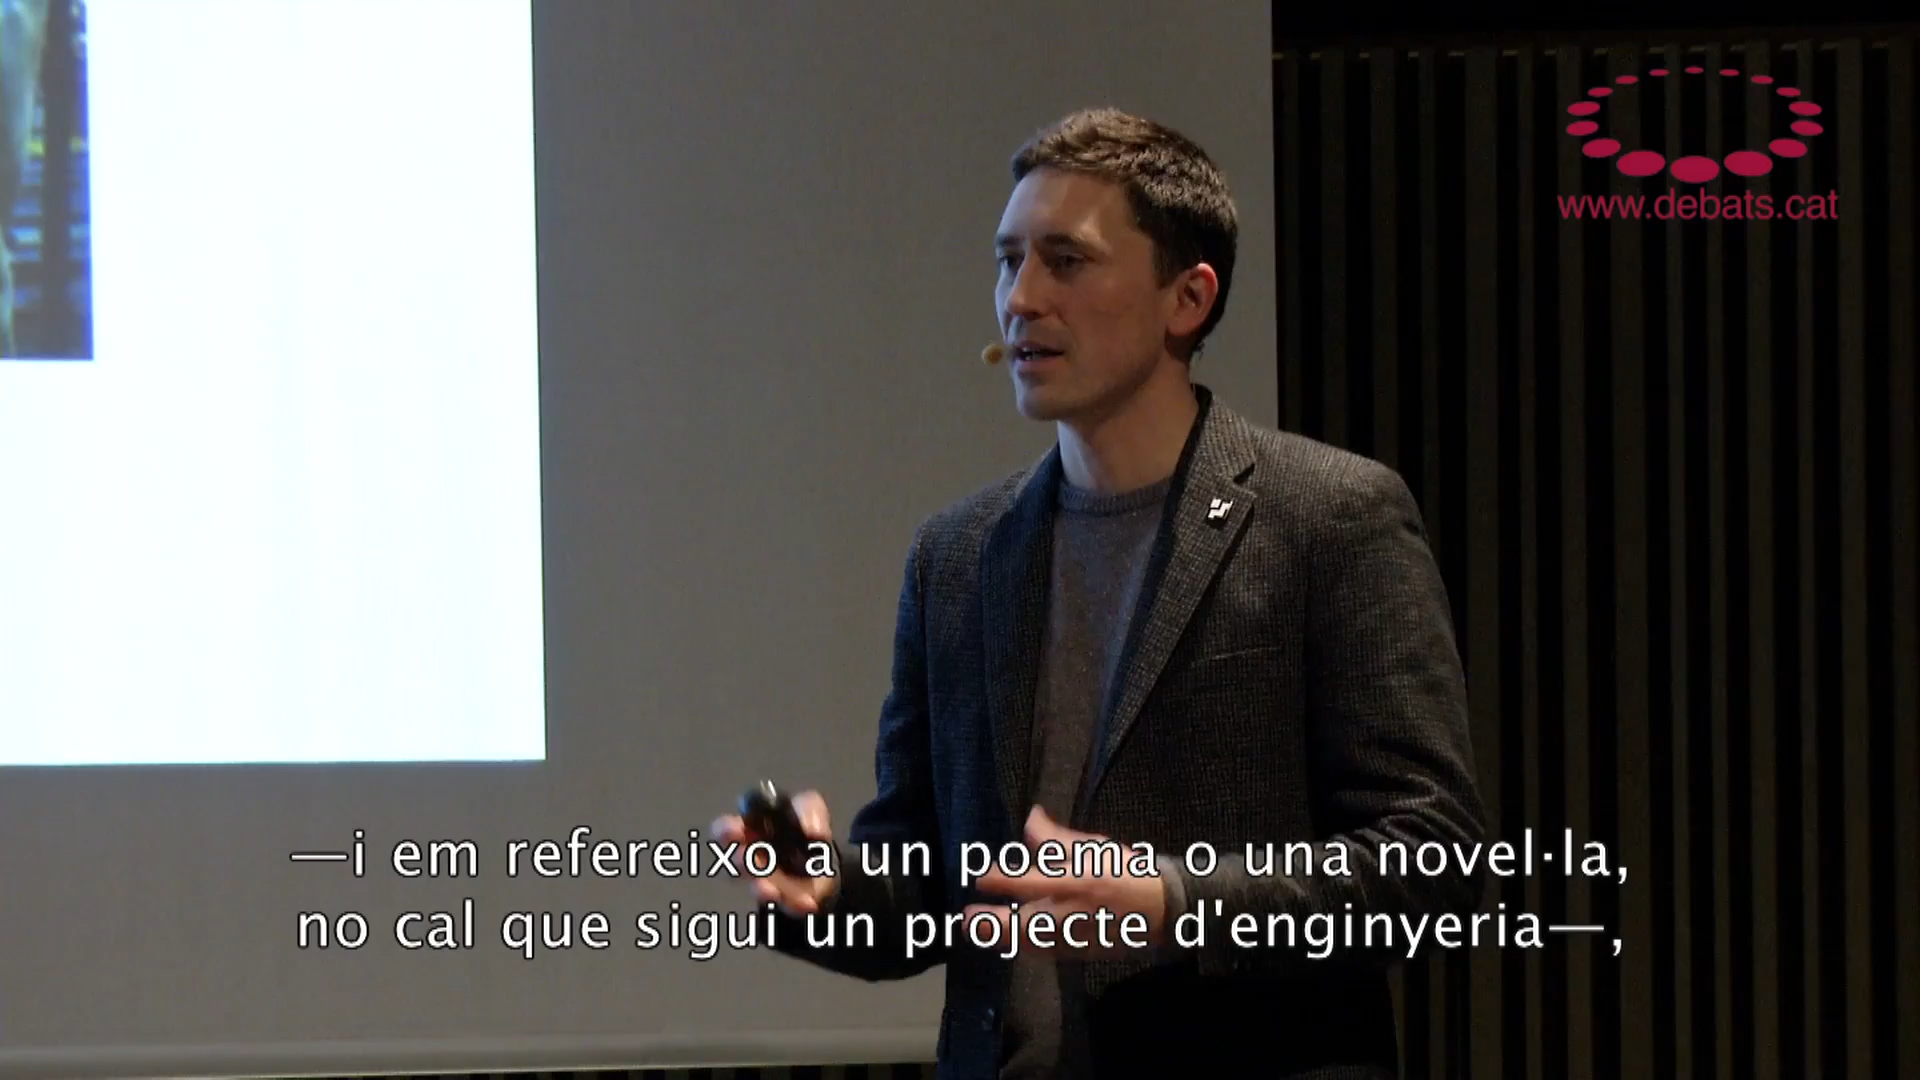 www.debats.cat
—i em refereixo a un poema o una novel·la,
no cal que sigui un projecte d'enginyeria—,